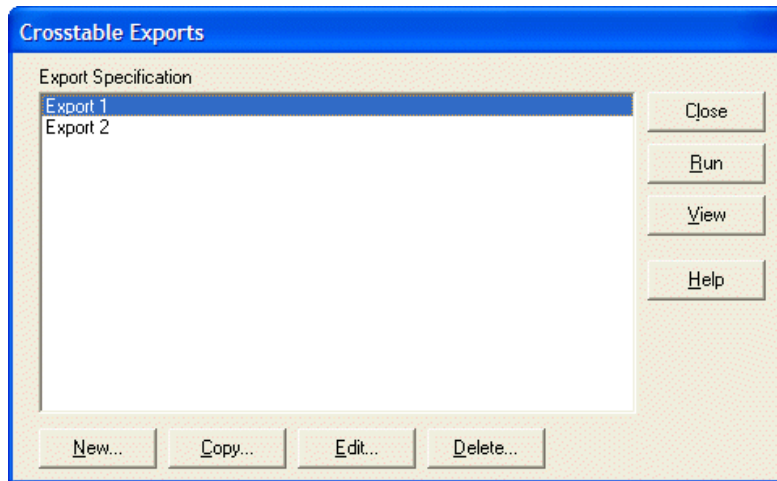 Crosstable Exports
Export Specification
Export 1
Export 2
Close
Run
View
Help
New... Copy... Edit... Delete...